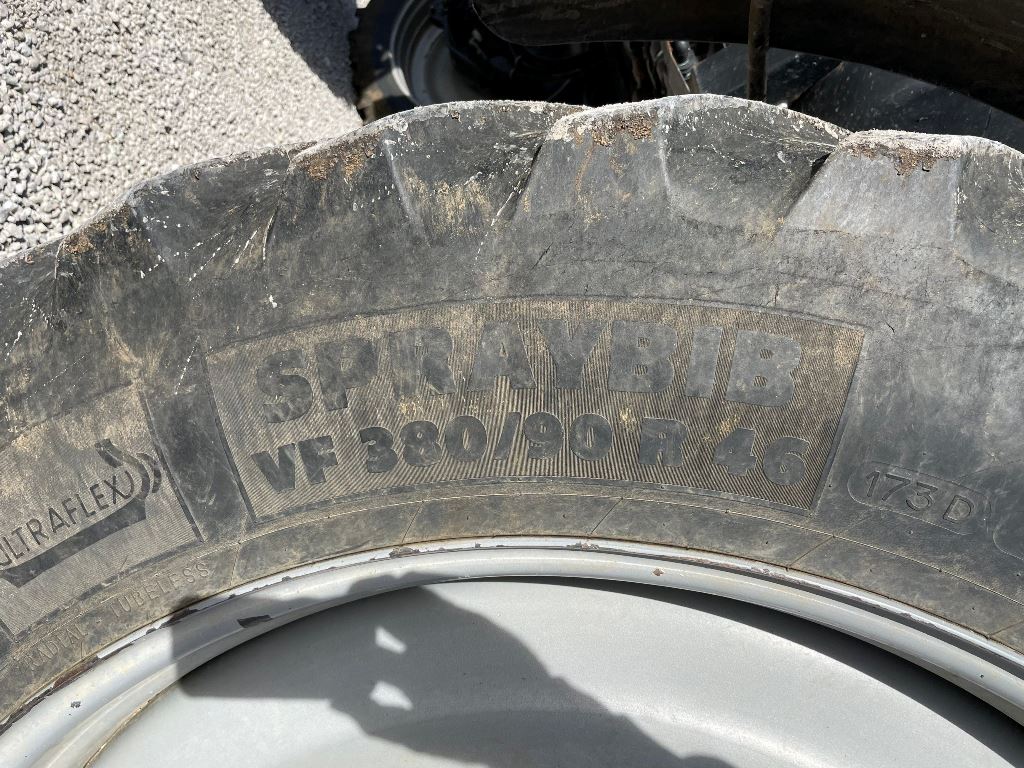 SPRAYBIB
VF 380/90 R 46
173 D
ULTRAFLEX
RADIAL - TUBELESS